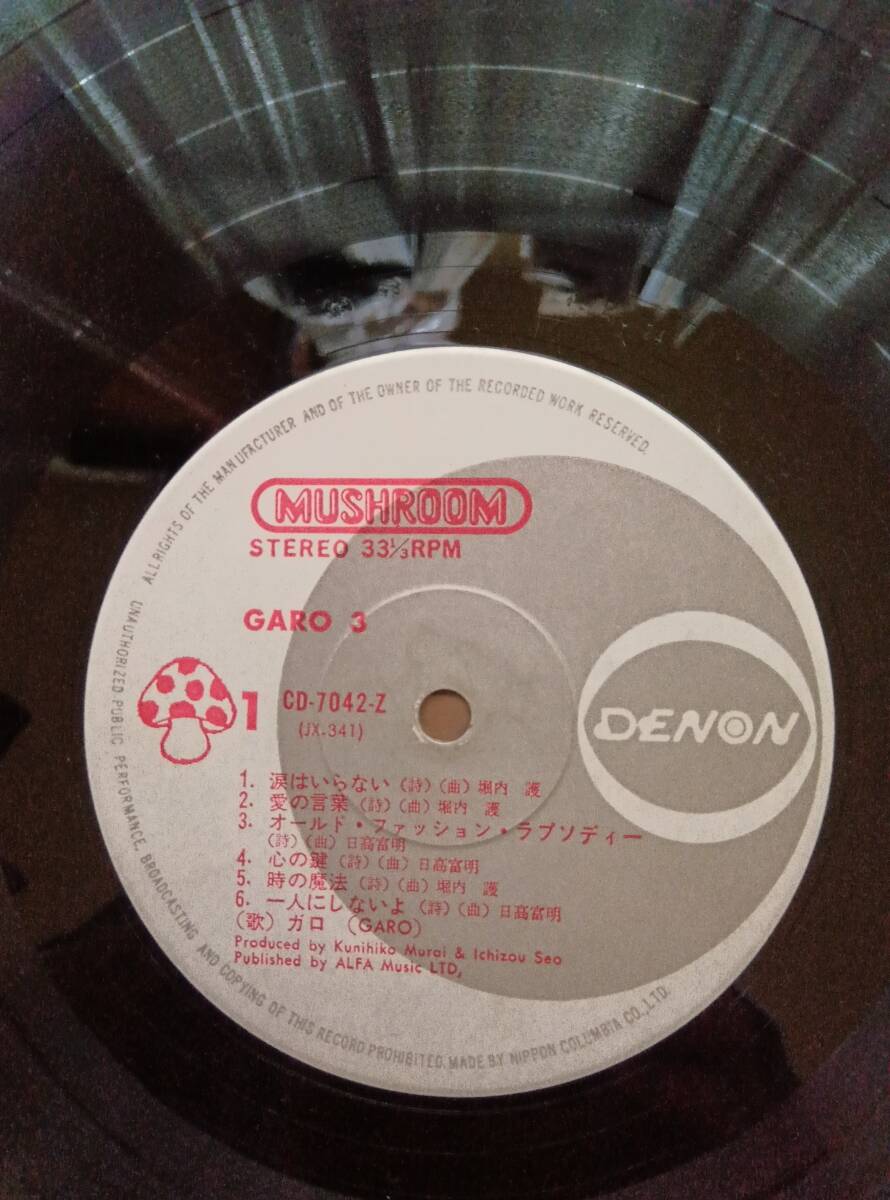 ALL RIGHTS OF THE MANUFACTURER AND OF THE OWNER OF THE RECORDED WORK RESERVED.
MUSHROOM
STEREO 33⅓RPM
GARO 3
1 CD-7042-Z
(JX-341)
DENON
1. 涙はいらない (詩) (曲) 堀内 護
2. 愛の言葉 (詩) (曲) 堀内 護
3. オールド・ファッション・ラプソディー
(詩) (曲) 日高富明
4. 心の鍵 (詩) (曲) 日高富明
5. 時の魔法 (詩) (曲) 堀内 護
6. 一人にしないよ (詩) (曲) 日高富明
(歌) ガロ (GARO)
Produced by Kunihiko Murai & Ichizou Seo
Published by ALFA Music LTD,
UNAUTHORIZED PUBLIC PERFORMANCE, BROADCASTING AND COPYING OF THIS RECORD PROHIBITED. MADE BY NIPPON COLUMBIA CO., LTD.